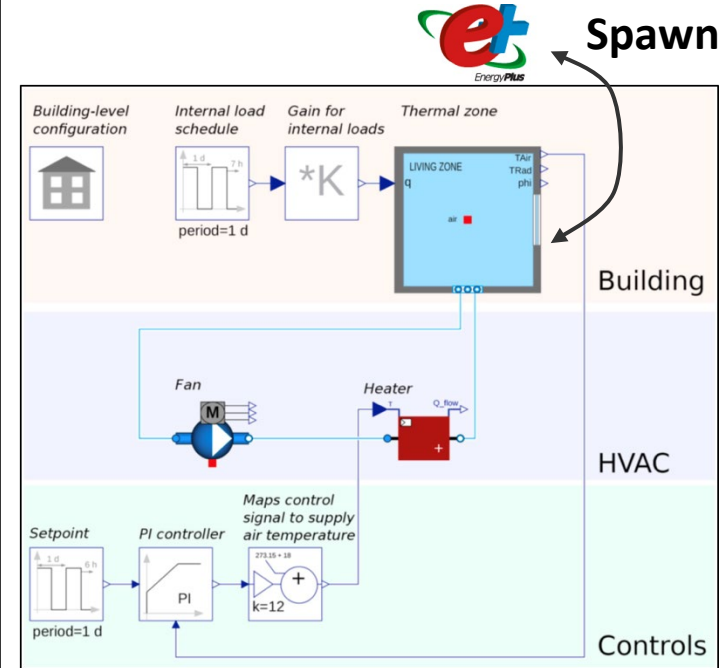 e+
EnergyPlus
Spawn
Building-level
configuration
Internal load
schedule
Gain for
internal loads
Thermal zone
1 d
7 h
period=1 d
*K
LIVING ZONE
q
air
TAir
TRad
phi
Building
Fan
M
Heater
T
Q_flow
+
HVAC
Setpoint
1 d
6 h
period=1 d
PI controller
PI
Maps control
signal to supply
air temperature
273.15 + 18
+
k=12
Controls